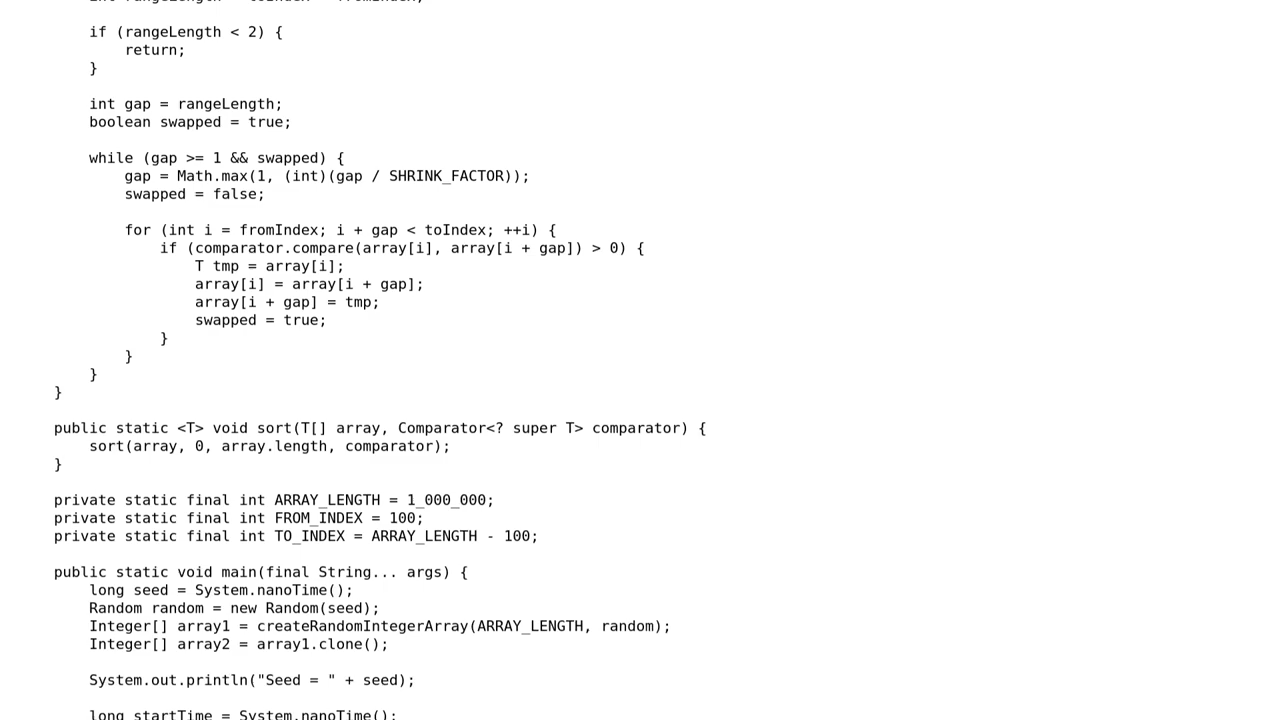 if (rangeLength < 2) {
return;
}
int gap = rangeLength;
boolean swapped = true;
while (gap >= 1 && swapped) {
gap = Math.max(1, (int)(gap / SHRINK_FACTOR));
swapped = false;
for (int i = fromIndex; i + gap < toIndex; ++i) {
if (comparator.compare(array[i], array[i + gap]) > 0) {
T tmp = array[i];
array[i] = array[i + gap];
array[i + gap] = tmp;
swapped = true;
}
}
}
}
public static <T> void sort(T[] array, Comparator<? super T> comparator) {
sort(array, 0, array.length, comparator);
}
private static final int ARRAY_LENGTH = 1_000_000;
private static final int FROM_INDEX = 100;
private static final int TO_INDEX = ARRAY_LENGTH - 100;
public static void main(final String... args) {
long seed = System.nanoTime();
Random random = new Random(seed);
Integer[] array1 = createRandomIntegerArray(ARRAY_LENGTH, random);
Integer[] array2 = array1.clone();
System.out.println("Seed = " + seed);
long startTime = System.nanoTime();